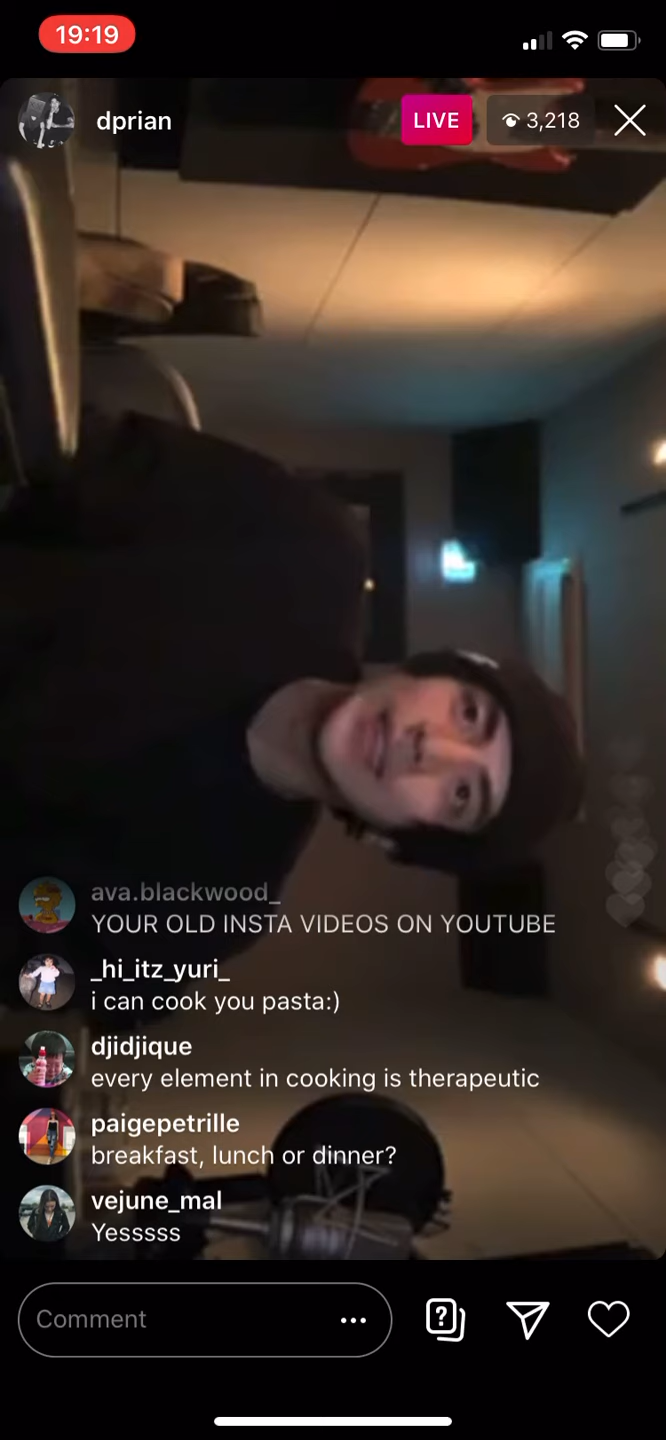 19:19
dprian
LIVE
3,218
ava.blackwood_
YOUR OLD INSTA VIDEOS ON YOUTUBE
_hi_itz_yuri_
i can cook you pasta:)
djidjique
every element in cooking is therapeutic
paigepetrille
breakfast, lunch or dinner?
vejune_mal
Yesssss
Comment
?